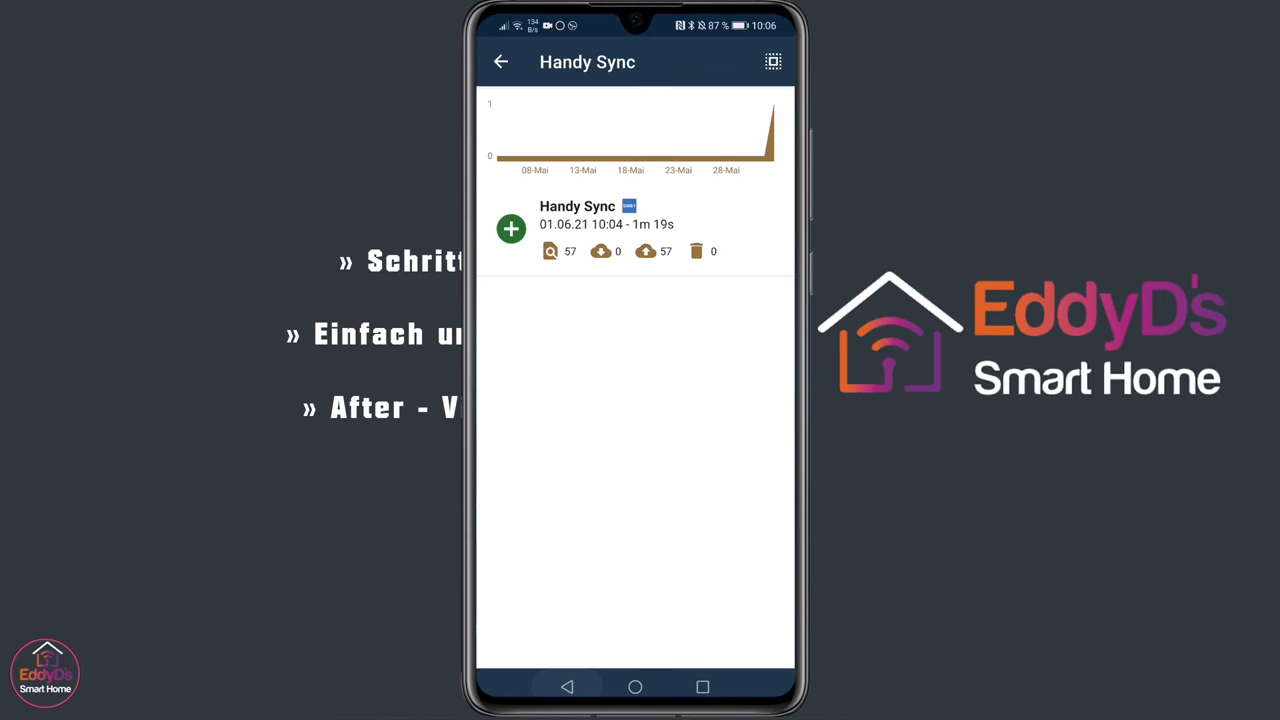 134
B/s
87 %
10:06
Handy Sync
1
0
08-Mai
13-Mai
18-Mai
23-Mai
28-Mai
Handy Sync
01.06.21 10:04 - 1m 19s
57
0
57
0
» Schritt
» Einfach
» After -
EddyD's
Smart Home
EddyD's
Smart Home